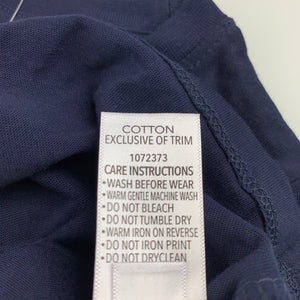 COTTON
EXCLUSIVE OF TRIM
1072373
CARE INSTRUCTIONS
•WASH BEFORE WEAR
•WARM GENTLE MACHINE WASH
•DO NOT BLEACH
•DO NOT TUMBLE DRY
•WARM IRON ON REVERSE
•DO NOT IRON PRINT
•DO NOT DRYCLEAN